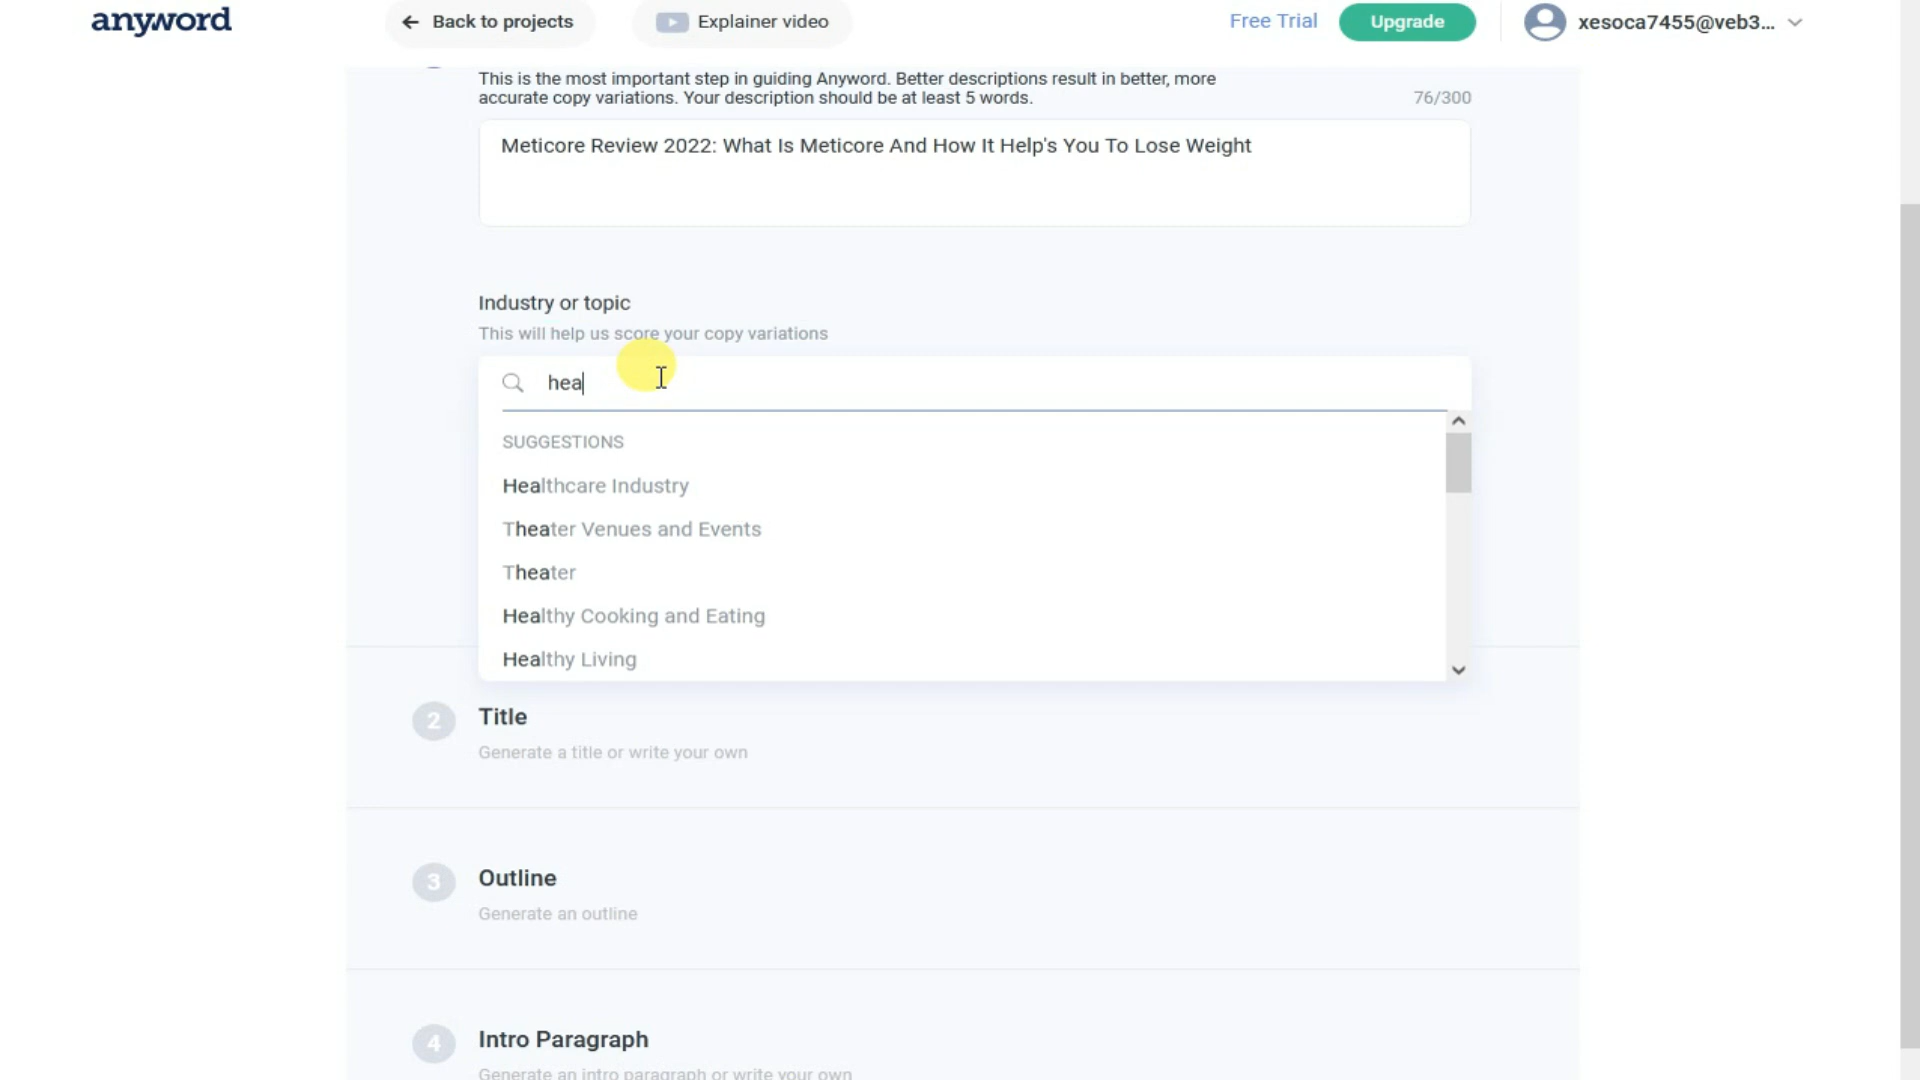 anyword
Back to projects
Explainer video
Free Trial
Upgrade
xesoca7455@veb3...
This is the most important step in guiding Anyword. Better descriptions result in better, more
accurate copy variations. Your description should be at least 5 words.
76/300
Meticore Review 2022: What Is Meticore And How It Help's You To Lose Weight
Industry or topic
This will help us score your copy variations
hea
SUGGESTIONS
Healthcare Industry
Theater Venues and Events
Theater
Healthy Cooking and Eating
Healthy Living
2
Title
Generate a title or write your own
3
Outline
Generate an outline
4
Intro Paragraph
Generate an intro paragraph or write your own